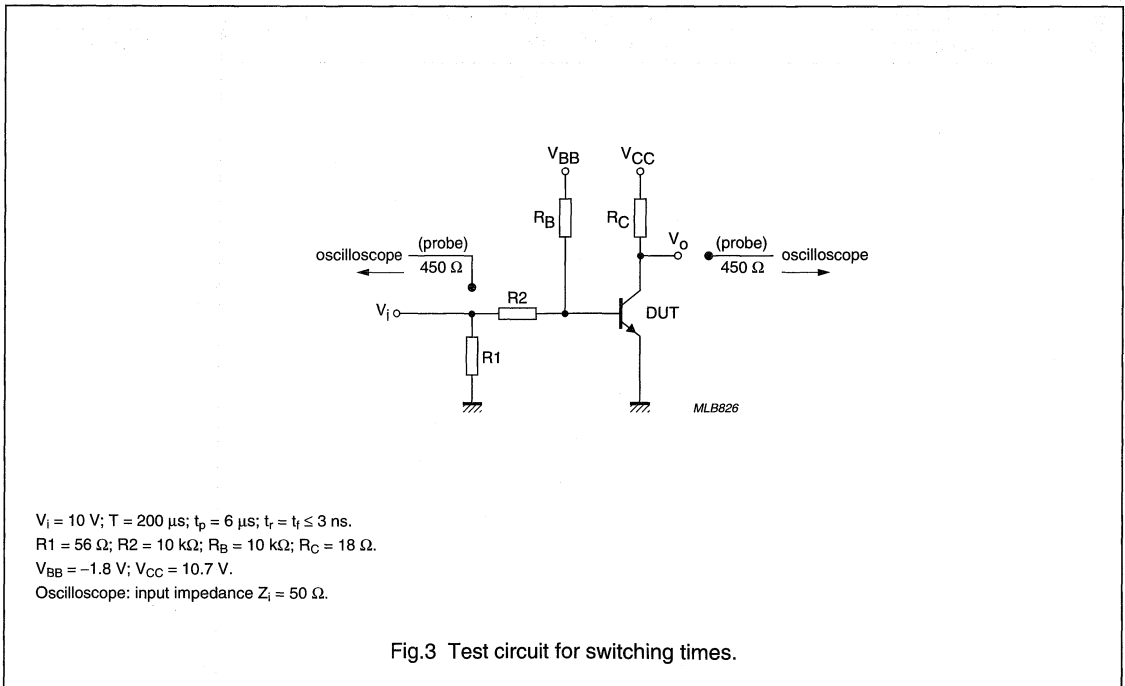 V_BB V_CC
R_B R_C
V_o
(probe) (probe)
oscilloscope oscilloscope
450 Ω 450 Ω
R2
V_i DUT
R1
MLB826
V_i = 10 V; T = 200 µs; t_p = 6 µs; t_r = t_f ≤ 3 ns.
R1 = 56 Ω; R2 = 10 kΩ; R_B = 10 kΩ; R_C = 18 Ω.
V_BB = −1.8 V; V_CC = 10.7 V.
Oscilloscope: input impedance Z_i = 50 Ω.
Fig.3 Test circuit for switching times.